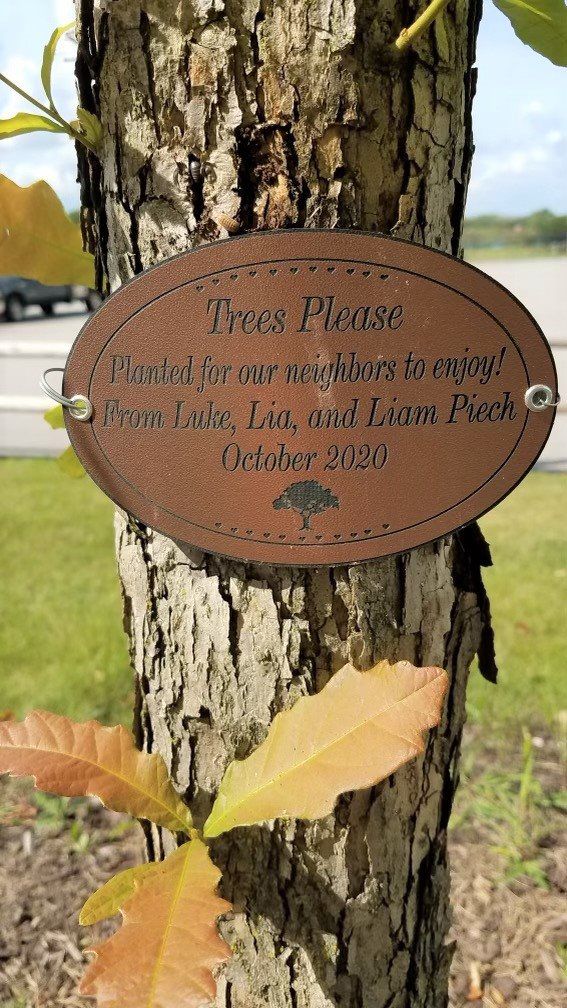 Trees Please
Planted for our neighbors to enjoy!
From Luke, Lia, and Liam Piech
October 2020